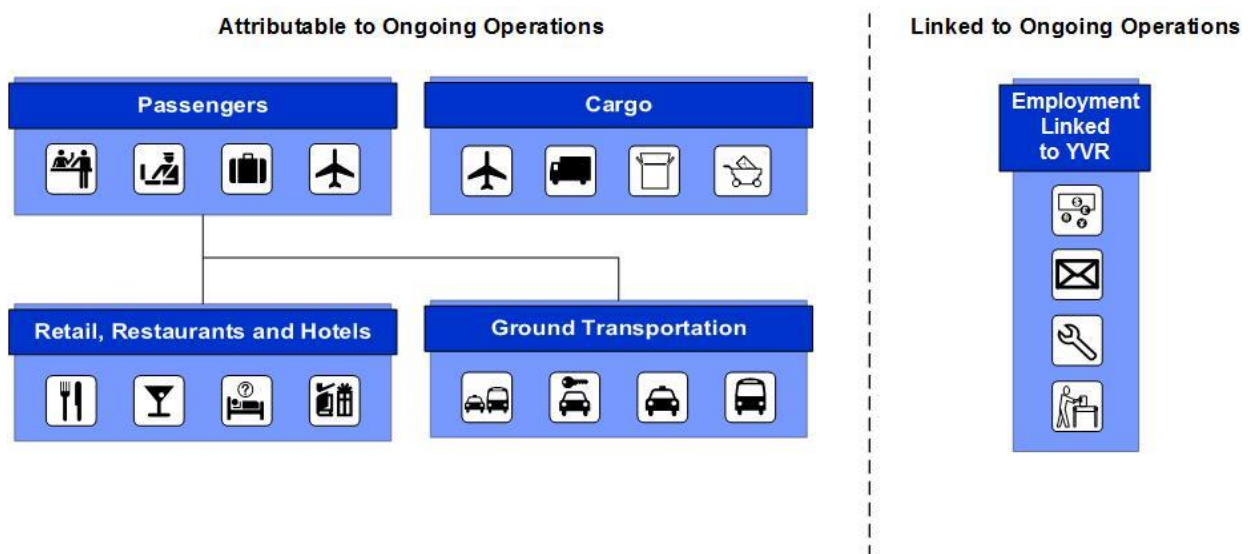 Attributable to Ongoing Operations
Linked to Ongoing Operations
Passengers
Cargo
Employment
Linked
to YVR
Retail, Restaurants and Hotels
Ground Transportation